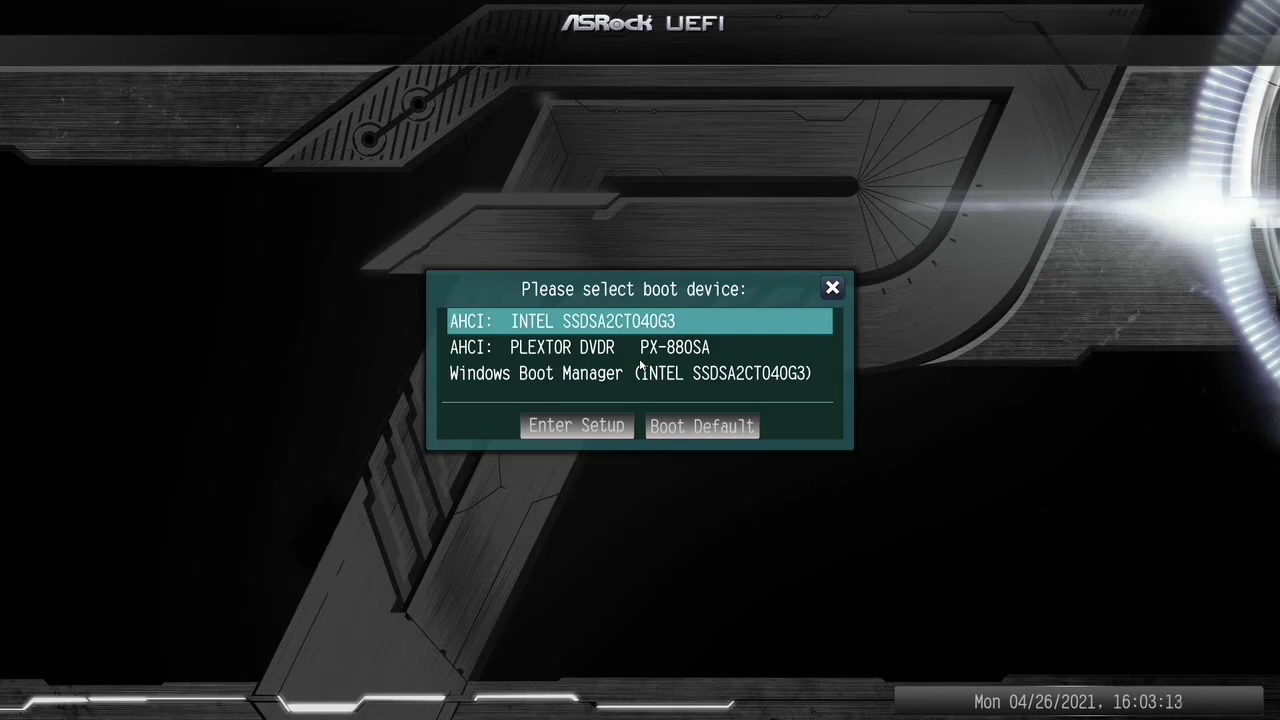 ASRock UEFI
Please select boot device:
AHCI: INTEL SSDSA2CT040G3
AHCI: PLEXTOR DVDR PX-880SA
Windows Boot Manager (INTEL SSDSA2CT040G3)
Enter Setup
Boot Default
Mon 04/26/2021, 16:03:13